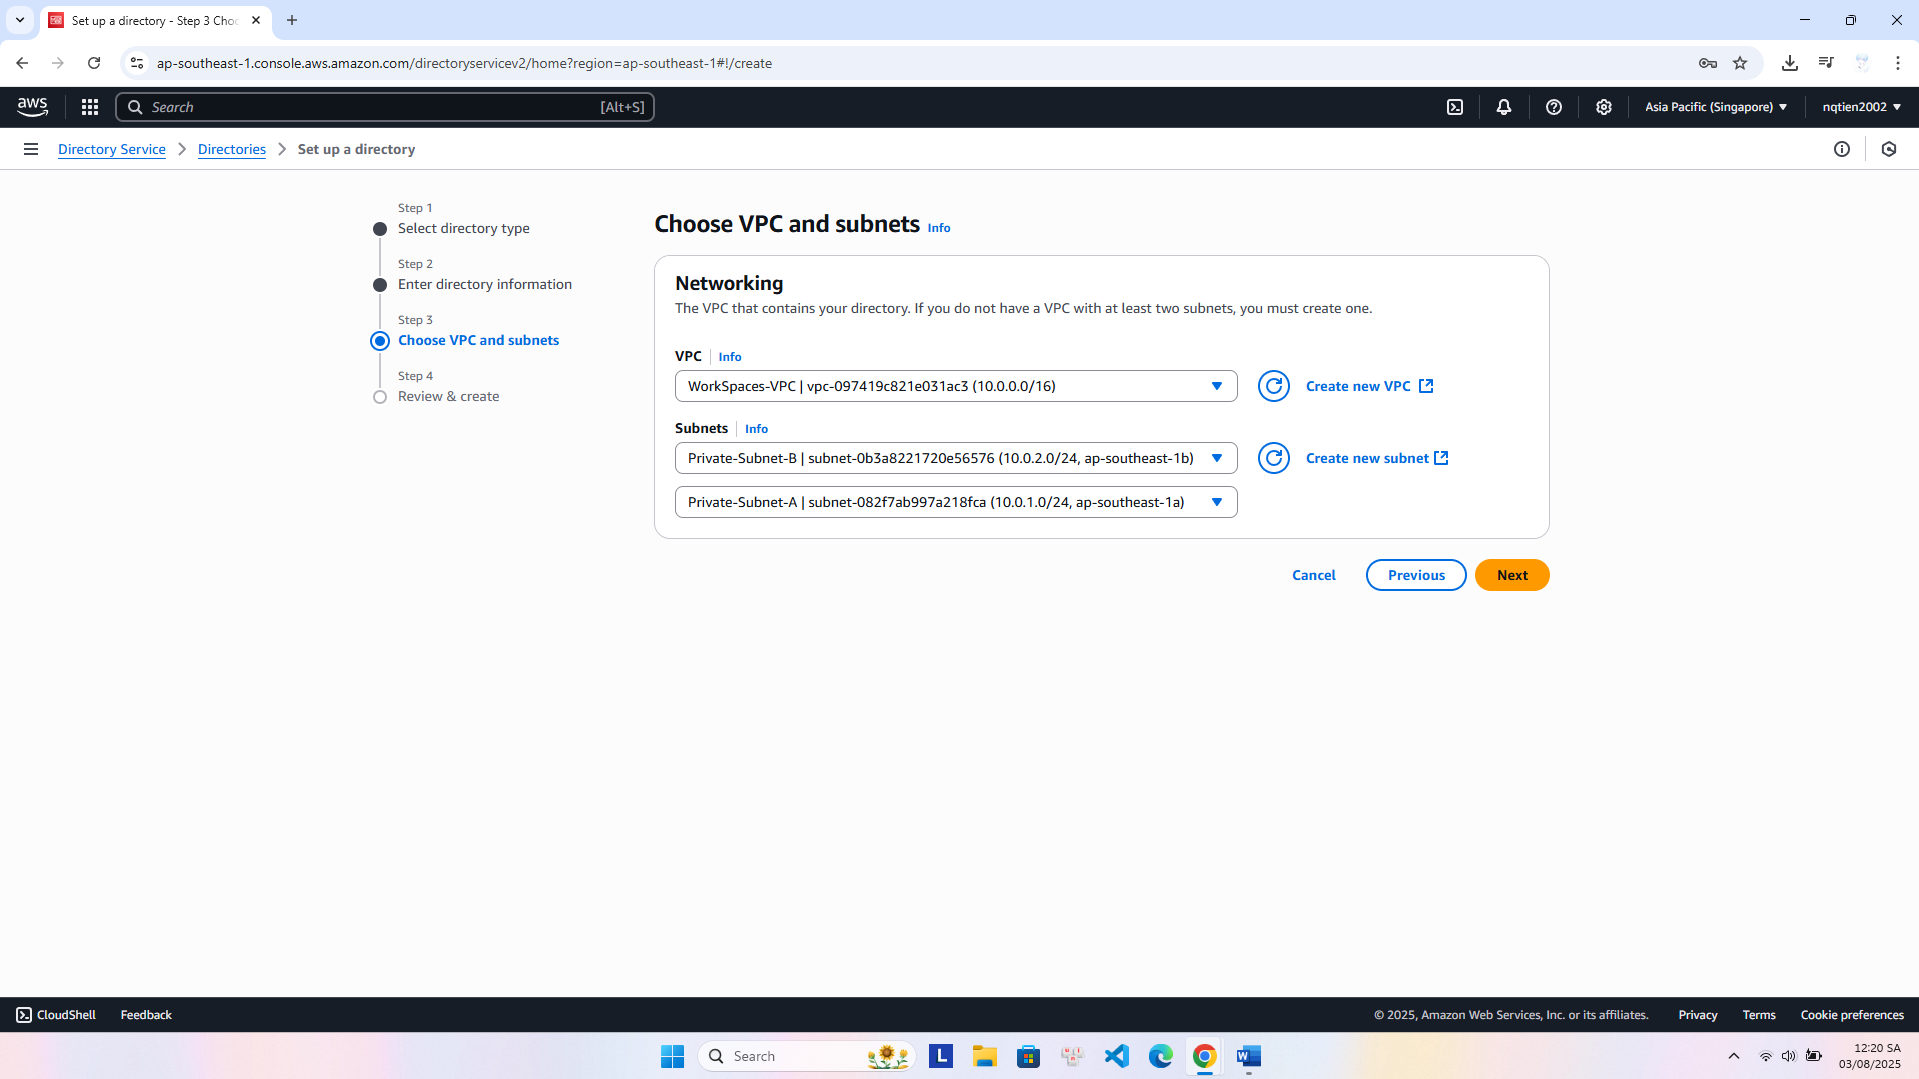 Set up a directory - Step 3 Choo
ap-southeast-1.console.aws.amazon.com/directoryservicev2/home?region=ap-southeast-1#!/create
aws
Search
[Alt+S]
Asia Pacific (Singapore)
nqtien2002
Directory Service
Directories
Set up a directory
Step 1
Select directory type
Step 2
Enter directory information
Step 3
Choose VPC and subnets
Step 4
Review & create
Choose VPC and subnets Info
Networking
The VPC that contains your directory. If you do not have a VPC with at least two subnets, you must create one.
VPC | Info
WorkSpaces-VPC | vpc-097419c821e031ac3 (10.0.0.0/16)
Create new VPC
Subnets | Info
Private-Subnet-B | subnet-0b3a8221720e56576 (10.0.2.0/24, ap-southeast-1b)
Create new subnet
Private-Subnet-A | subnet-082f7ab997a218fca (10.0.1.0/24, ap-southeast-1a)
Cancel
Previous
Next
CloudShell
Feedback
© 2025, Amazon Web Services, Inc. or its affiliates.
Privacy
Terms
Cookie preferences
Search
L
W
12:20 SA
03/08/2025